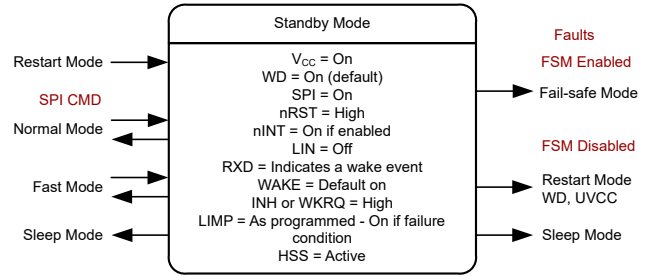 Standby Mode
Restart Mode
SPI CMD
Normal Mode
Fast Mode
Sleep Mode
V_CC = On
WD = On (default)
SPI = On
nRST = High
nINT = On if enabled
LIN = Off
RXD = Indicates a wake event
WAKE = Default on
INH or WKRQ = High
LIMP = As programmed - On if failure
condition
HSS = Active
Faults
FSM Enabled
Fail-safe Mode
FSM Disabled
Restart Mode
WD, UVCC
Sleep Mode